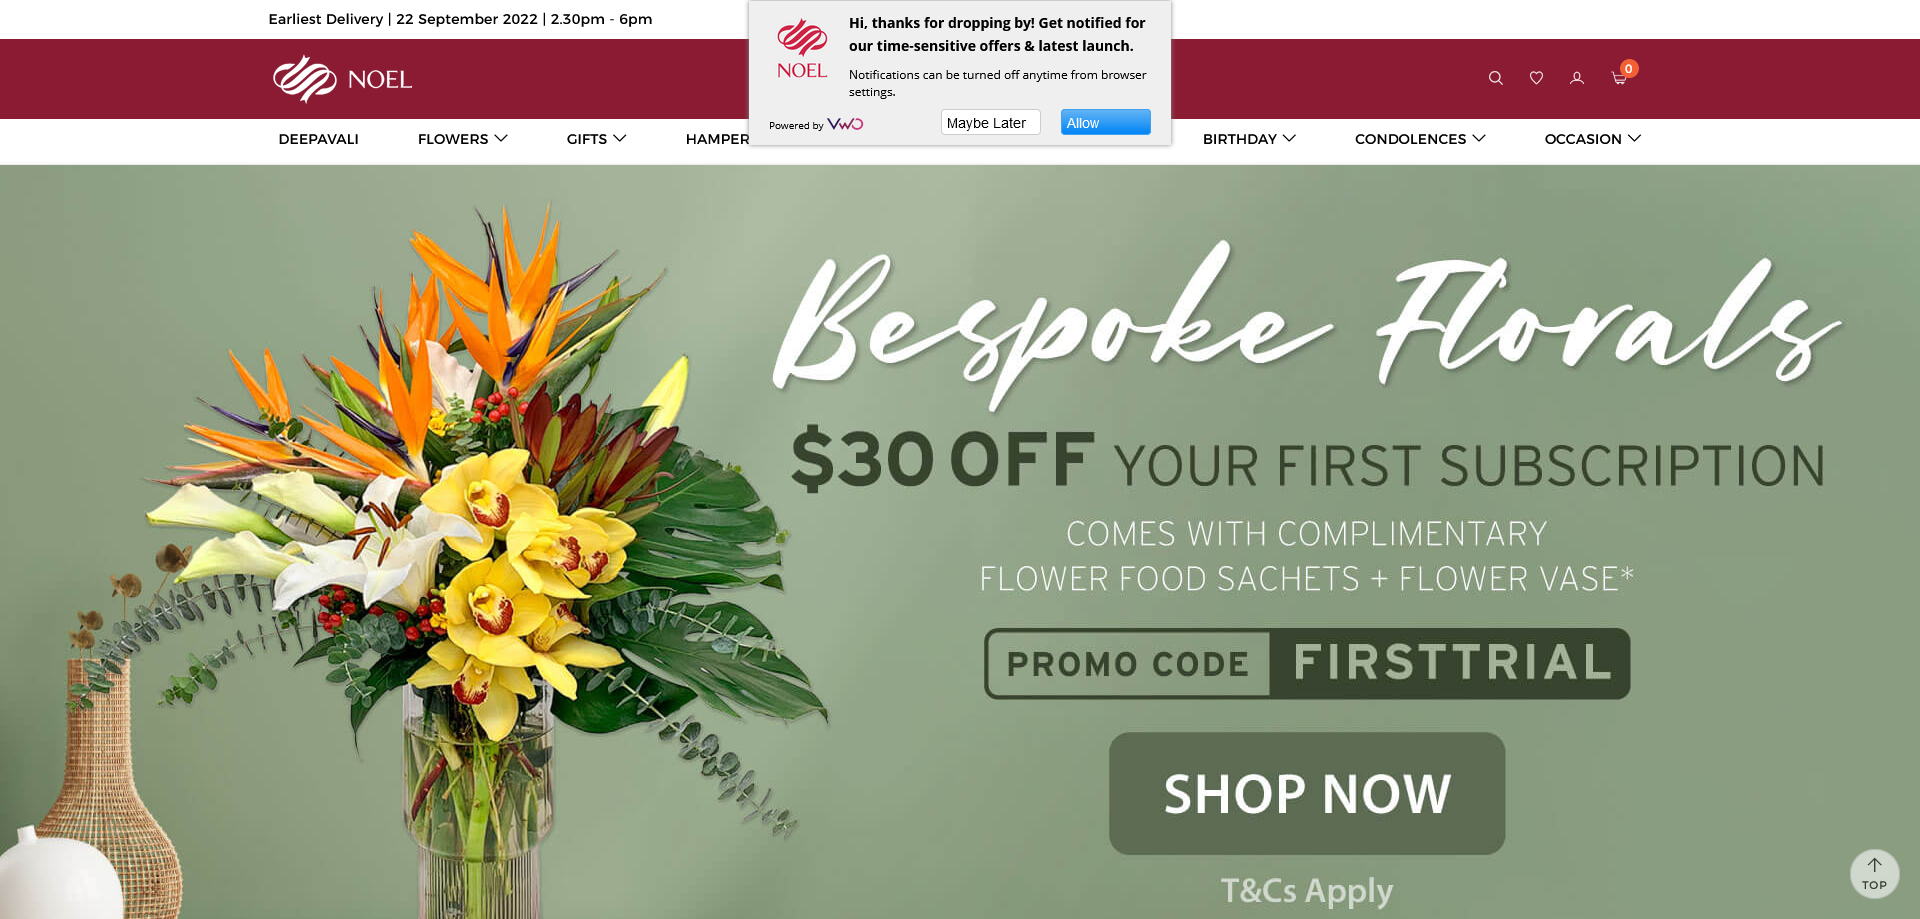 Earliest Delivery | 22 September 2022 | 2.30pm - 6pm
NOEL
Hi, thanks for dropping by! Get notified for
our time-sensitive offers & latest launch.
NOEL
Notifications can be turned off anytime from browser
settings.
Powered by VWO
Maybe Later
Allow
0
DEEPAVALI
FLOWERS
GIFTS
HAMPER
BIRTHDAY
CONDOLENCES
OCCASION
Bespoke Florals
$30 OFF YOUR FIRST SUBSCRIPTION
COMES WITH COMPLIMENTARY
FLOWER FOOD SACHETS + FLOWER VASE*
PROMO CODE FIRSTTRIAL
SHOP NOW
T&Cs Apply
TOP